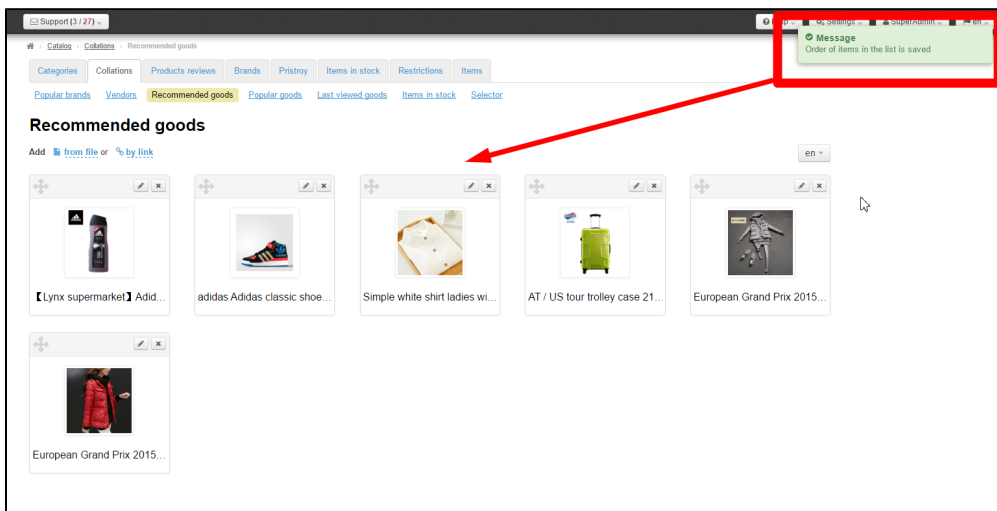 Support (3 / 27)
Settings
SuperAdmin
en
Message
Order of items in the list is saved
Catalog
Collations
Recommended goods
Categories
Collations
Products reviews
Brands
Pristroy
Items in stock
Restrictions
Items
Popular brands
Vendors
Recommended goods
Popular goods
Last viewed goods
Items in stock
Selector
Recommended goods
Add from file or by link
en
【Lynx supermarket】Adid...
adidas Adidas classic shoe...
Simple white shirt ladies wi...
AT / US tour trolley case 21...
European Grand Prix 2015...
European Grand Prix 2015...